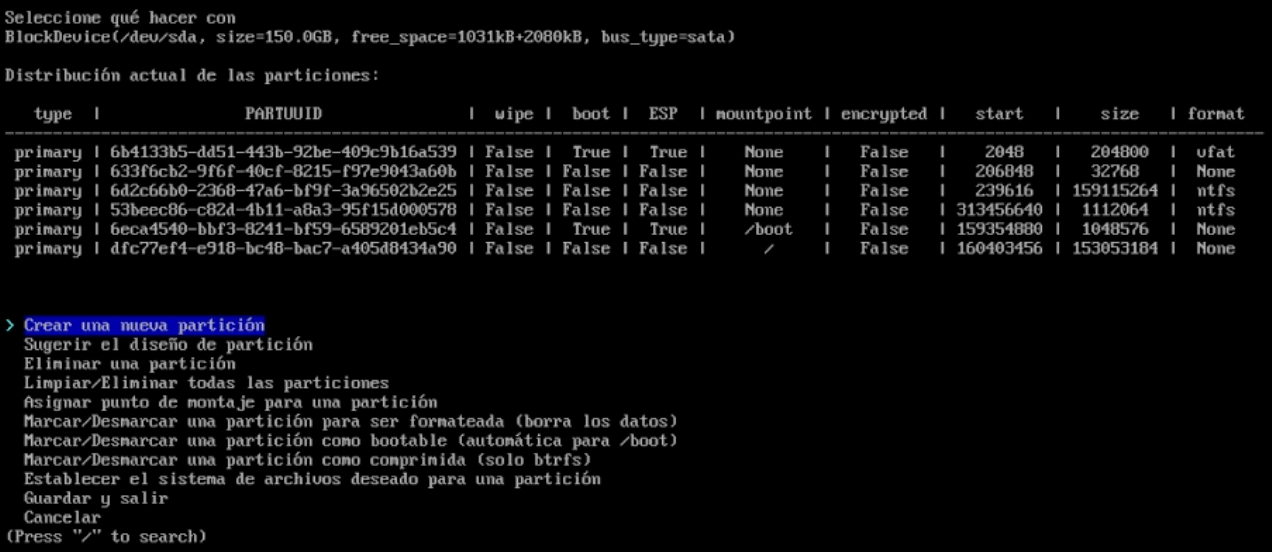 Seleccione qué hacer con
BlockDevice(/dev/sda, size=150.0GB, free_space=1031kB+2080kB, bus_type=sata)
Distribución actual de las particiones:
type | PARTUUID | wipe | boot | ESP | mountpoint | encrypted | start | size | format
----------------------------------------------------------------------------------------------------
primary | 6b4133b5-dd51-443b-92be-409c9b16a539 | False | True | True | None | False | 2048 | 204800 | vfat
primary | 633f6cb2-9f6f-40cf-8215-f97e9043a60b | False | False | False | None | False | 206848 | 32768 | None
primary | 6d2c66b0-2368-47a6-bf9f-3a96502b2e25 | False | False | False | None | False | 239616 | 159115264 | ntfs
primary | 53beec86-c82d-4b11-a8a3-95f15d000578 | False | False | False | None | False | 313456640 | 1112064 | ntfs
primary | 6eca4540-bbf3-8241-bf59-6589201eb5c4 | False | True | True | /boot | False | 159354880 | 1048576 | None
primary | dfc77ef4-e918-bc48-bac7-a405d8434a90 | False | False | False | / | False | 160403456 | 153053184 | None
> Crear una nueva partición
Sugerir el diseño de partición
Eliminar una partición
Limpiar/Eliminar todas las particiones
Asignar punto de montaje para una partición
Marcar/Desmarcar una partición para ser formateada (borra los datos)
Marcar/Desmarcar una partición como bootable (automática para /boot)
Marcar/Desmarcar una partición como comprimida (solo btrfs)
Establecer el sistema de archivos deseado para una partición
Guardar y salir
Cancelar
(Press "/" to search)